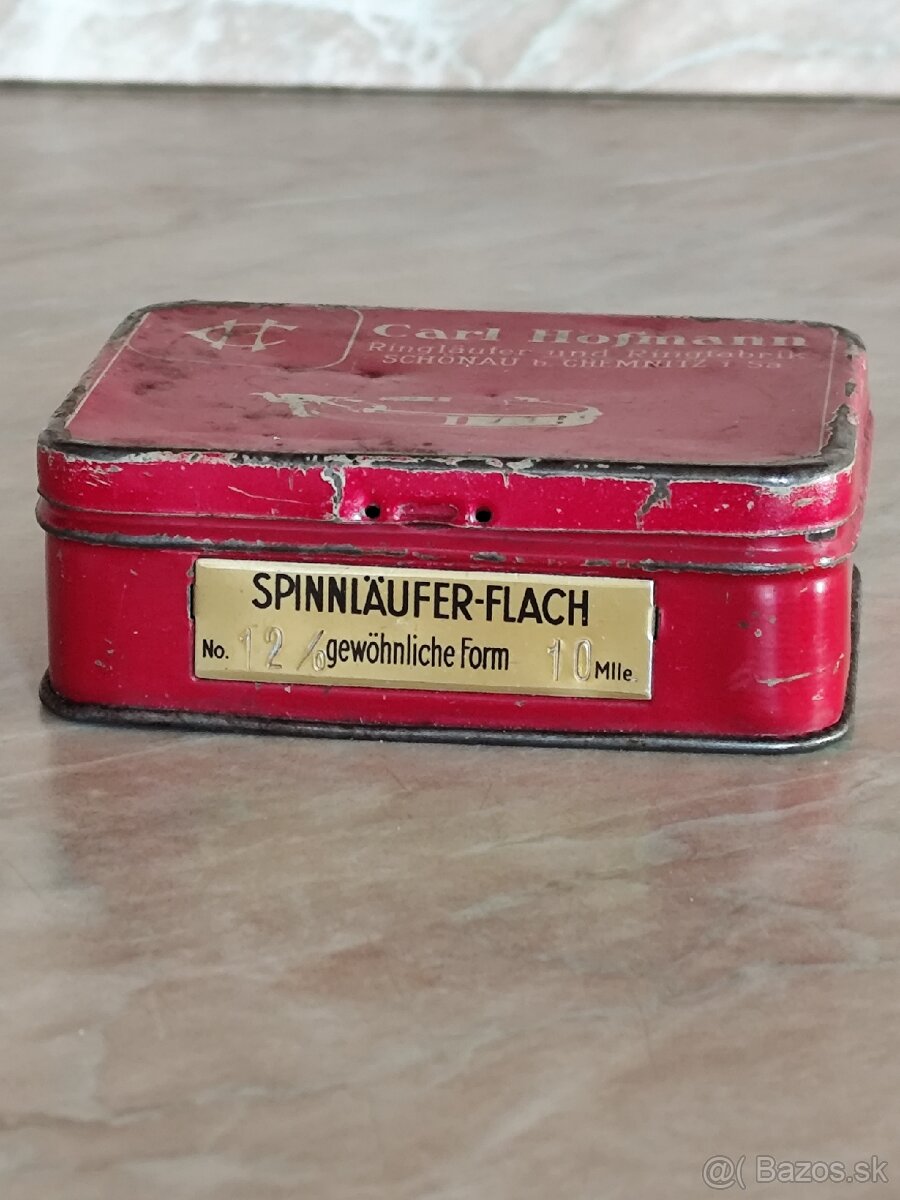 CH
Carl Hofmann
Ringläufer und Ringfabrik
SCHÖNAU b. CHEMNITZ i Sa
SPINNLÄUFER-FLACH
No. 12/0 gewöhnliche Form 10 Mlle.
@( Bazos.sk